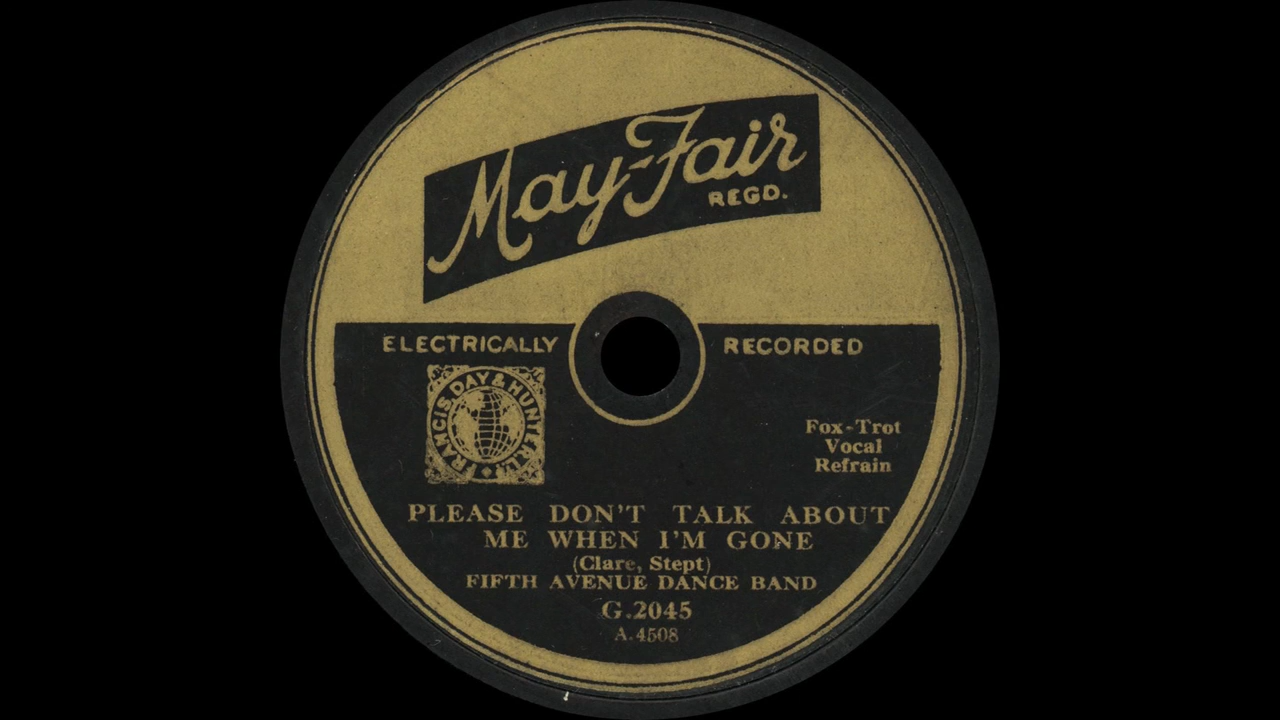 May-Fair
REGD.
ELECTRICALLY RECORDED
FRANCIS DAY & HUNTER LTD
Fox-Trot
Vocal
Refrain
PLEASE DON'T TALK ABOUT
ME WHEN I'M GONE
(Clare, Stept)
FIFTH AVENUE DANCE BAND
G.2045
A.4508